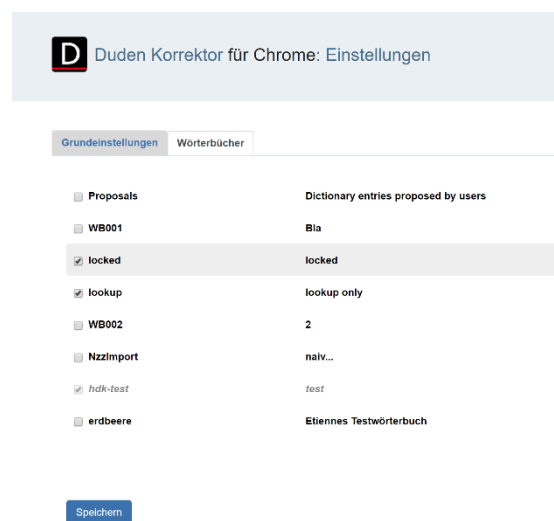 D Duden Korrektor für Chrome: Einstellungen
Grundeinstellungen Wörterbücher
Proposals Dictionary entries proposed by users
WB001 Bla
locked locked
lookup lookup only
WB002 2
NzzImport naiv...
hdk-test test
erdbeere Etiennes Testwörterbuch
Speichern